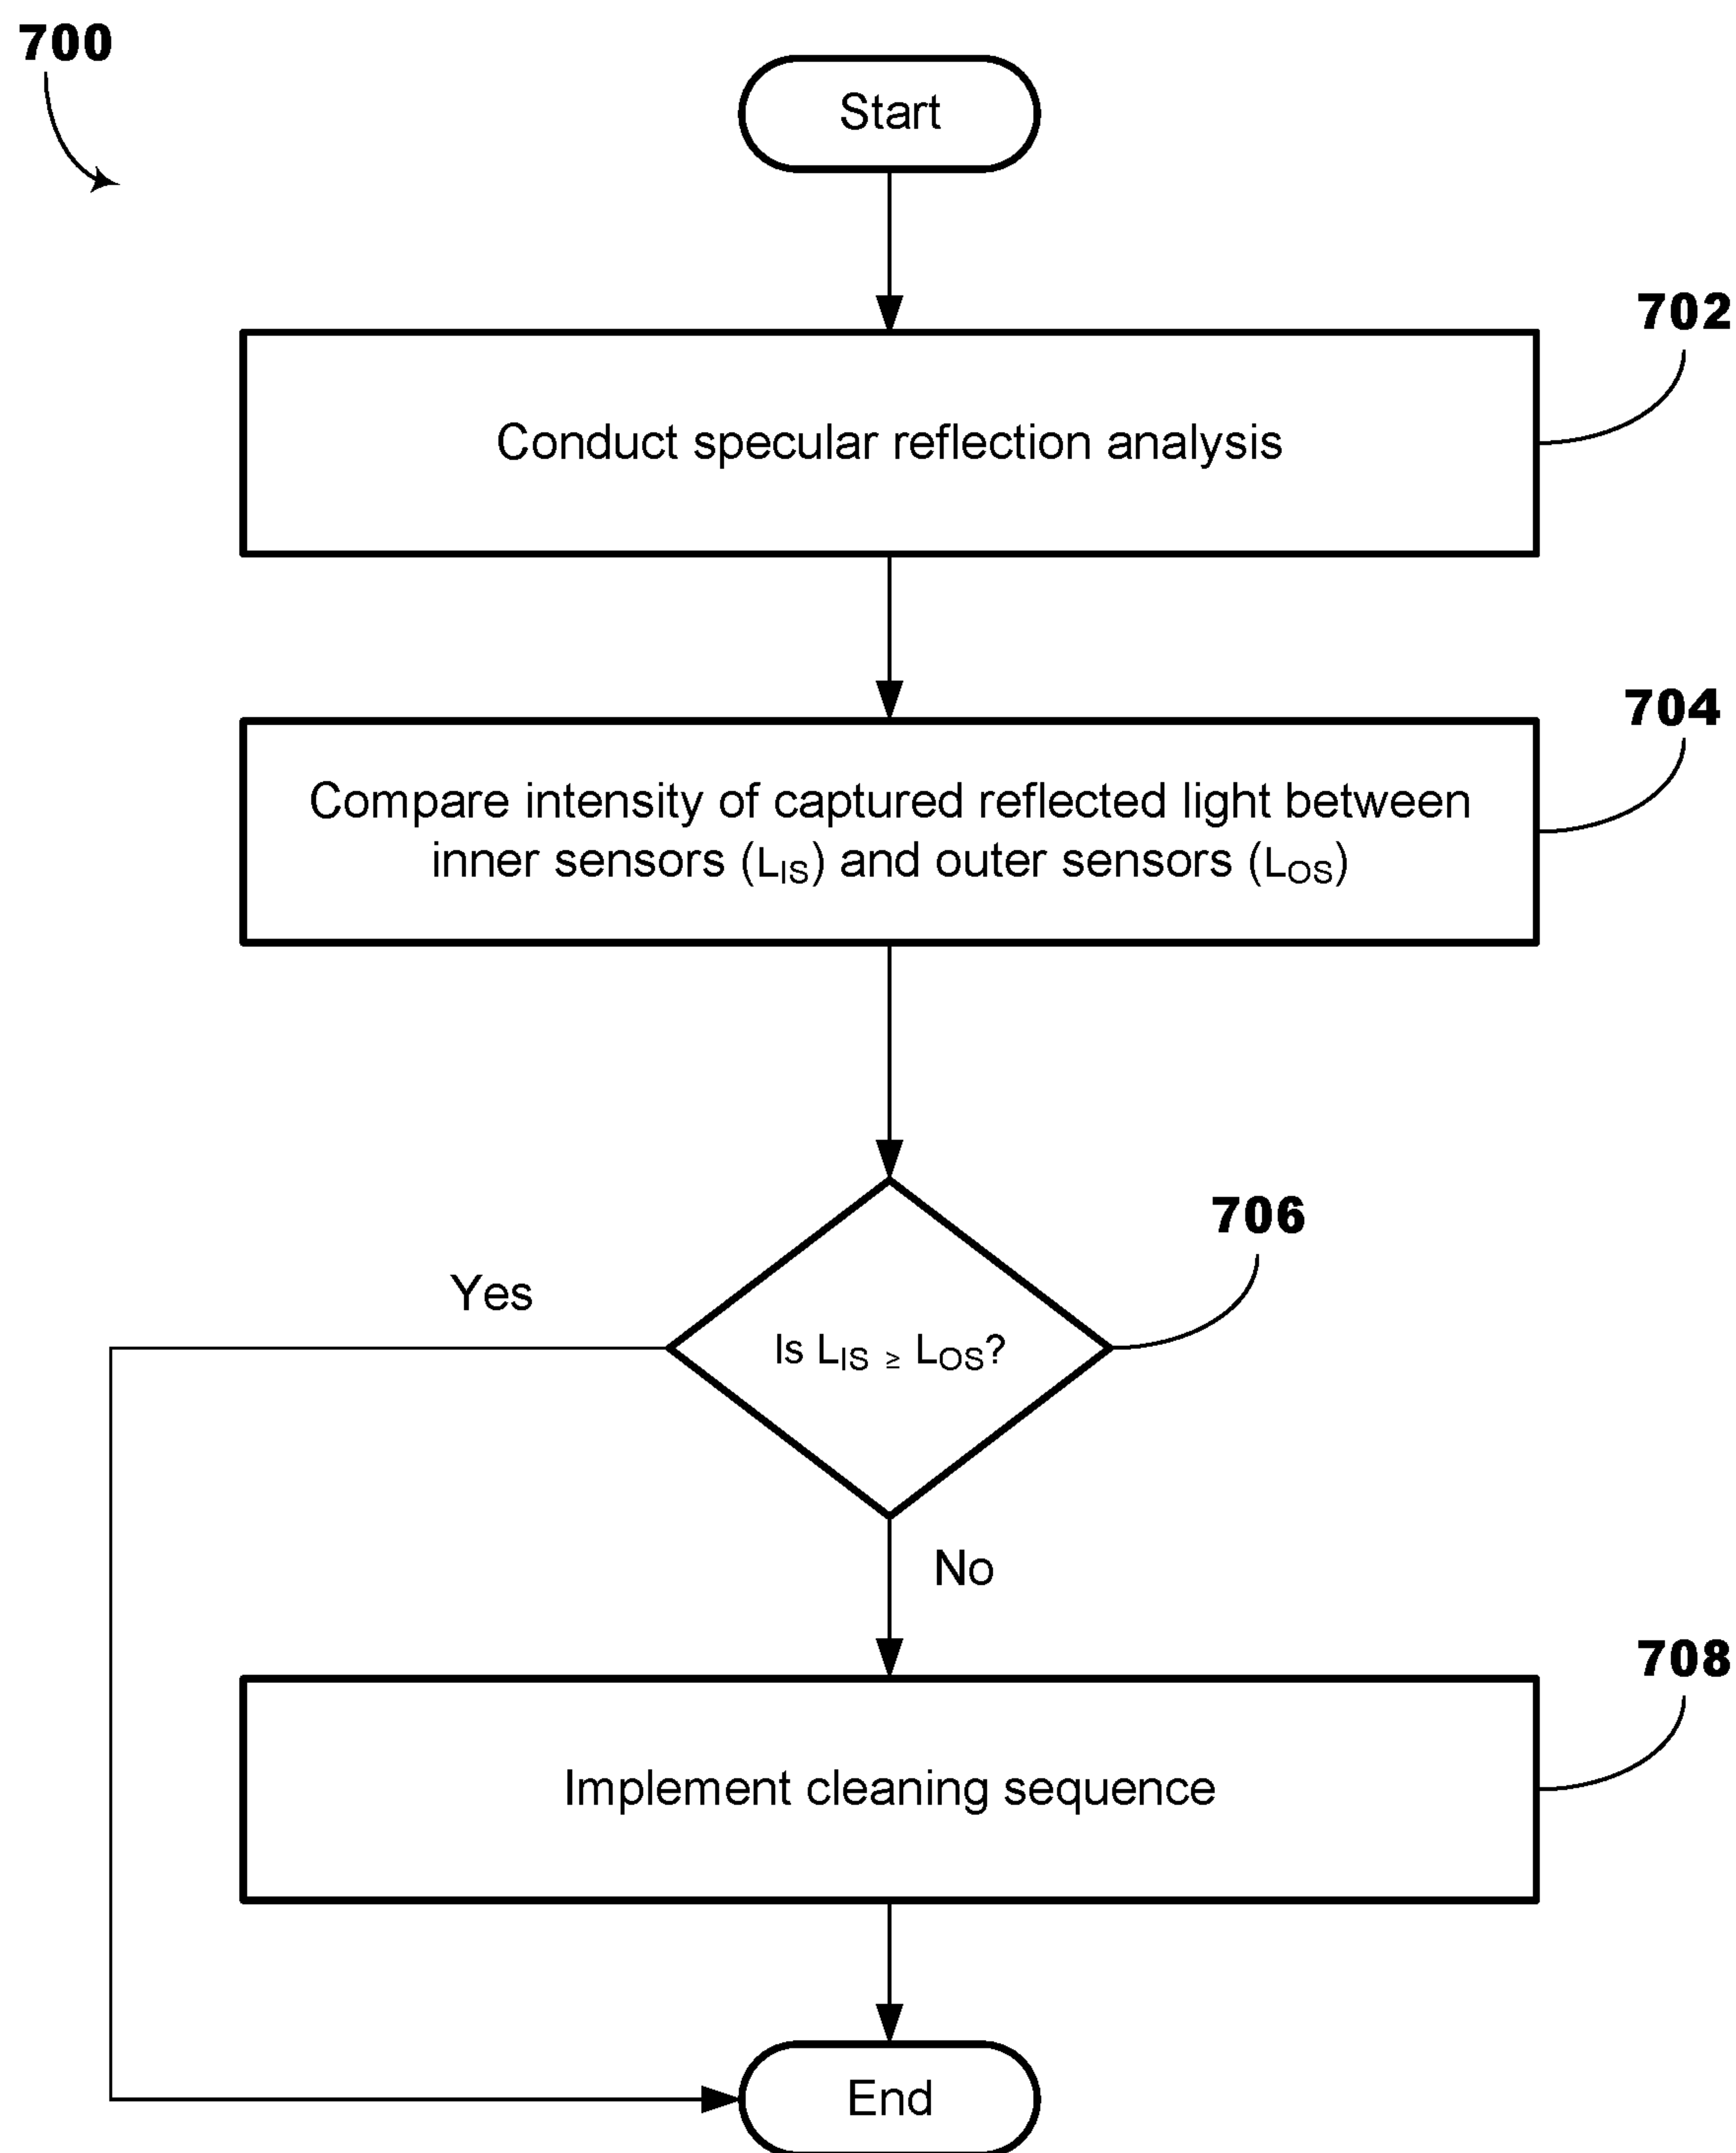 700
Start
702
Conduct specular reflection analysis
704
Compare intensity of captured reflected light between
inner sensors (LIS) and outer sensors (LOS)
706
Yes
Is LIS ≥ LOS?
No
708
Implement cleaning sequence
End